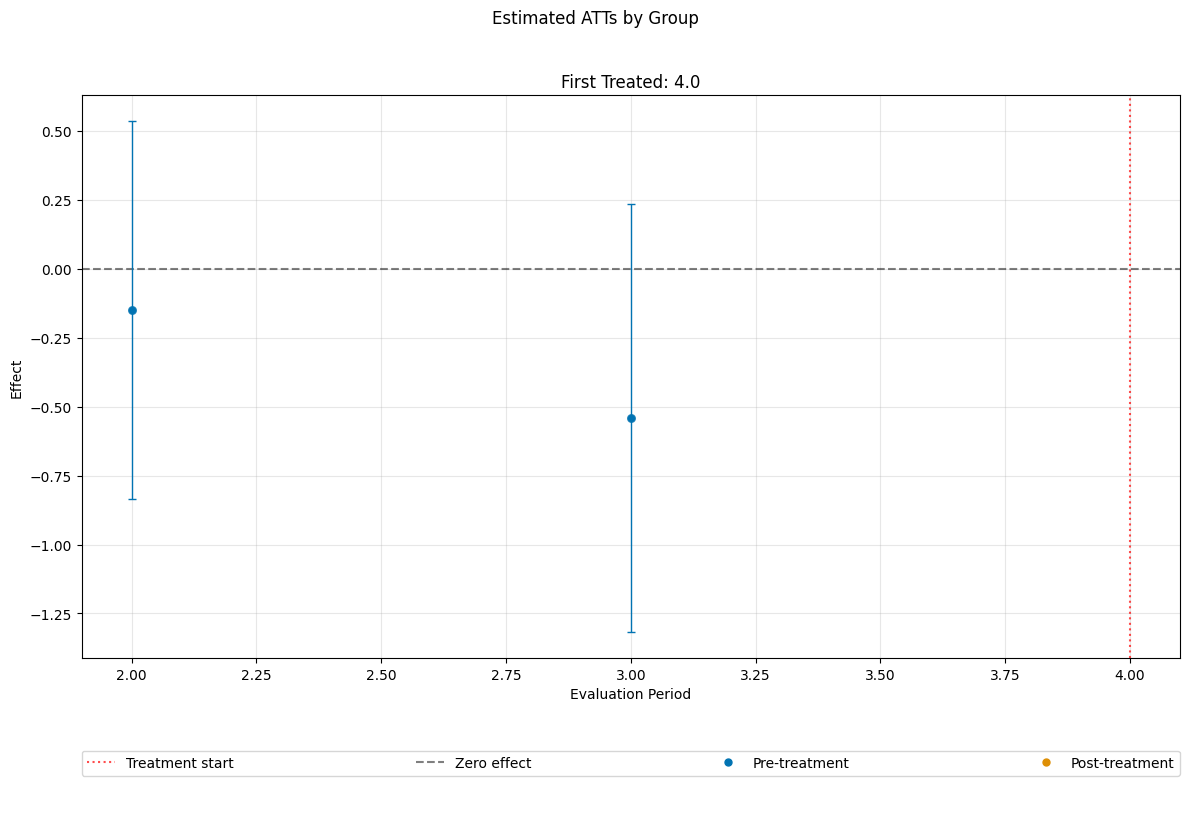 Estimated ATTs by Group
First Treated: 4.0
0.50
0.25
0.00
−0.25
−0.50
−0.75
−1.00
−1.25
Effect
2.00 2.25 2.50 2.75 3.00 3.25 3.50 3.75 4.00
Evaluation Period
Treatment start Zero effect Pre-treatment Post-treatment